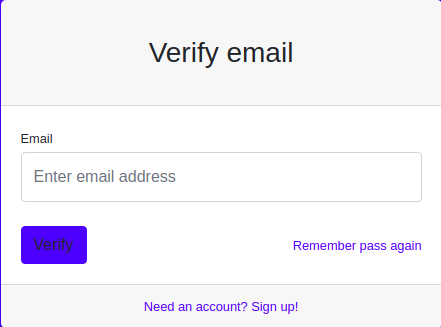 Verify email
Email
Enter email address
Verify
Remember pass again
Need an account? Sign up!